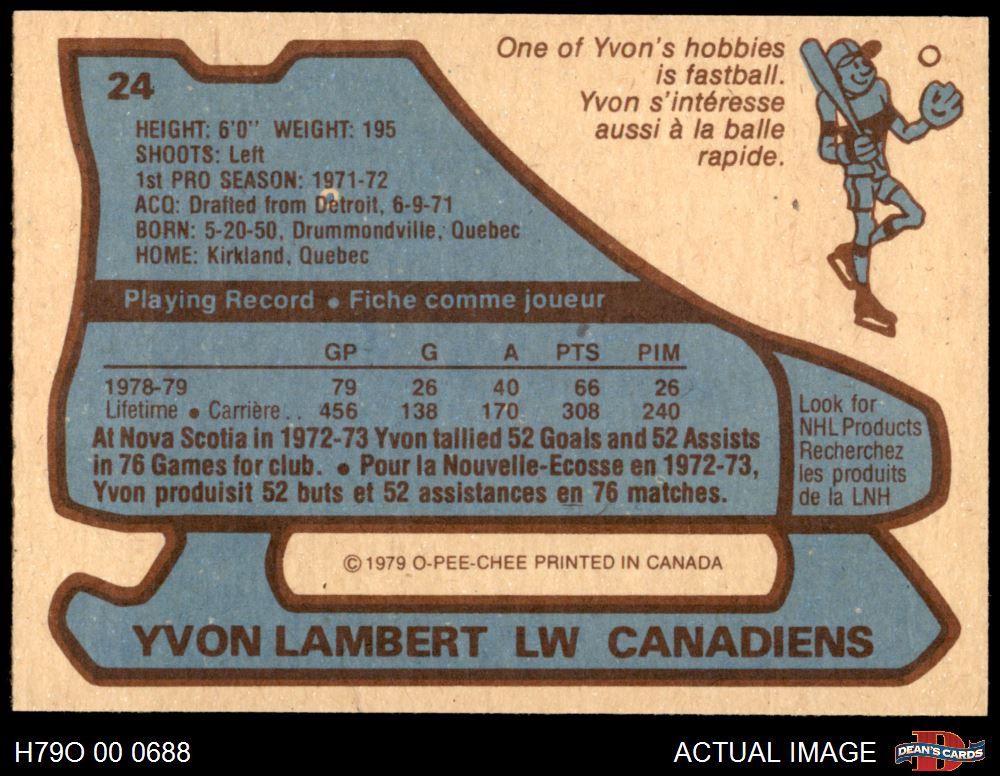 24
One of Yvon's hobbies
is fastball.
Yvon s'intéresse
aussi à la balle
rapide.
HEIGHT: 6'0" WEIGHT: 195
SHOOTS: Left
1st PRO SEASON: 1971-72
ACQ: Drafted from Detroit, 6-9-71
BORN: 5-20-50, Drummondville, Quebec
HOME: Kirkland, Quebec
Playing Record • Fiche comme joueur
GP G A PTS PIM
1978-79 79 26 40 66 26
Lifetime • Carrière.. 456 138 170 308 240
At Nova Scotia in 1972-73 Yvon tallied 52 Goals and 52 Assists
in 76 Games for club. • Pour la Nouvelle-Ecosse en 1972-73,
Yvon produisit 52 buts et 52 assistances en 76 matches.
Look for
NHL Products
Recherchez
les produits
de la LNH
© 1979 O-PEE-CHEE PRINTED IN CANADA
YVON LAMBERT LW CANADIENS
H79O 00 0688
ACTUAL IMAGE
DEAN'S CARDS